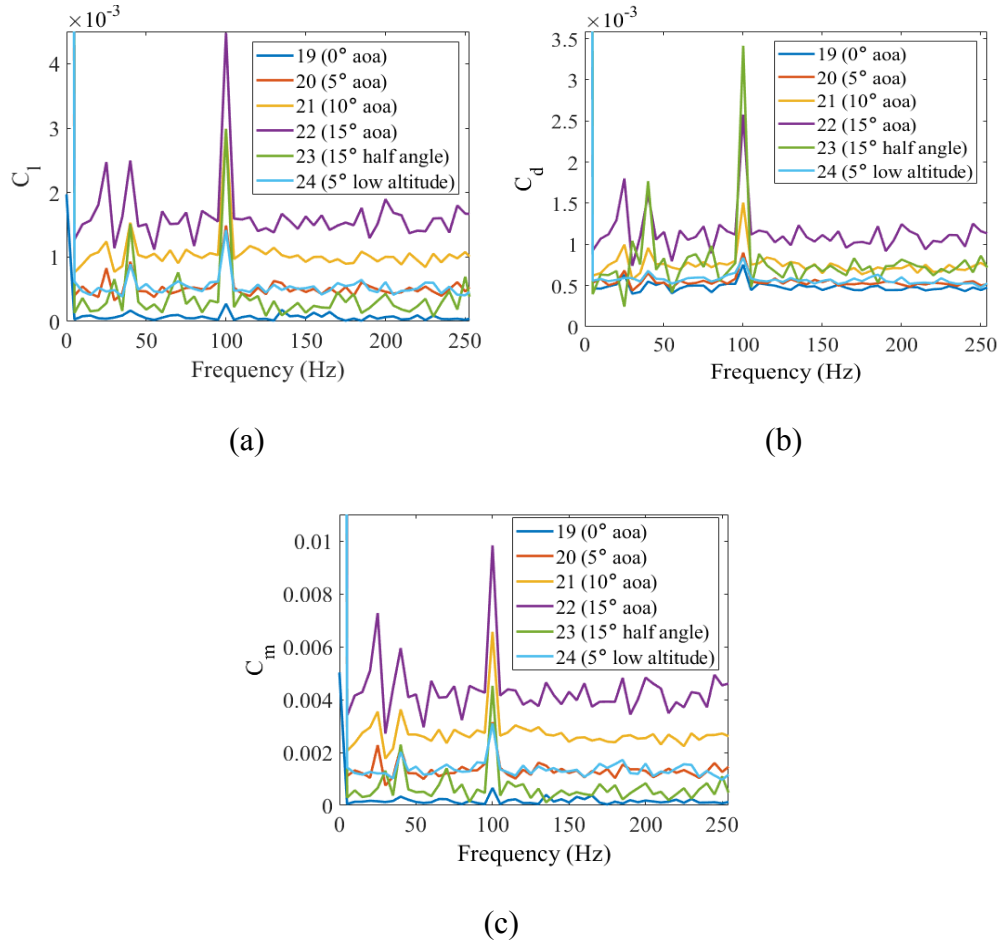 ×10⁻³
4
3
2
1
0
C_l
19 (0° aoa)
20 (5° aoa)
21 (10° aoa)
22 (15° aoa)
23 (15° half angle)
24 (5° low altitude)
0 50 100 150 200 250
Frequency (Hz)
(a)
×10⁻³
3.5
3
2.5
2
1.5
1
0.5
0
C_d
19 (0° aoa)
20 (5° aoa)
21 (10° aoa)
22 (15° aoa)
23 (15° half angle)
24 (5° low altitude)
0 50 100 150 200 250
Frequency (Hz)
(b)
0.01
0.008
0.006
0.004
0.002
0
C_m
19 (0° aoa)
20 (5° aoa)
21 (10° aoa)
22 (15° aoa)
23 (15° half angle)
24 (5° low altitude)
0 50 100 150 200 250
Frequency (Hz)
(c)